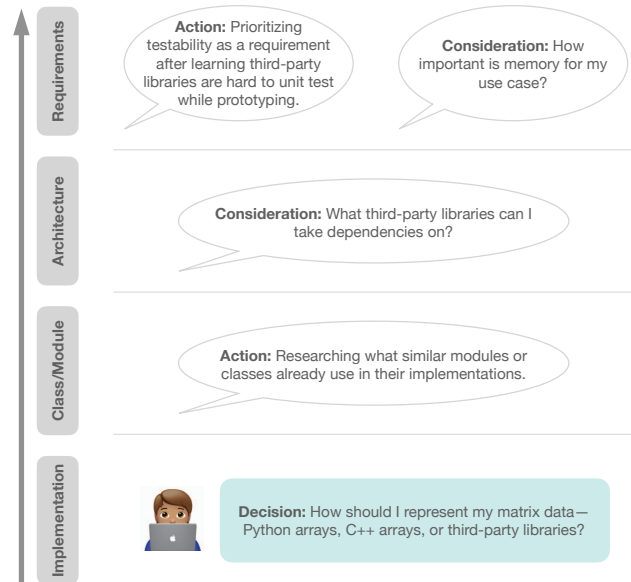 Requirements
Action: Prioritizing
testability as a requirement
after learning third-party
libraries are hard to unit test
while prototyping.
Consideration: How
important is memory for my
use case?
Architecture
Consideration: What third-party libraries can I
take dependencies on?
Class/Module
Action: Researching what similar modules or
classes already use in their implementations.
Implementation
Decision: How should I represent my matrix data—
Python arrays, C++ arrays, or third-party libraries?